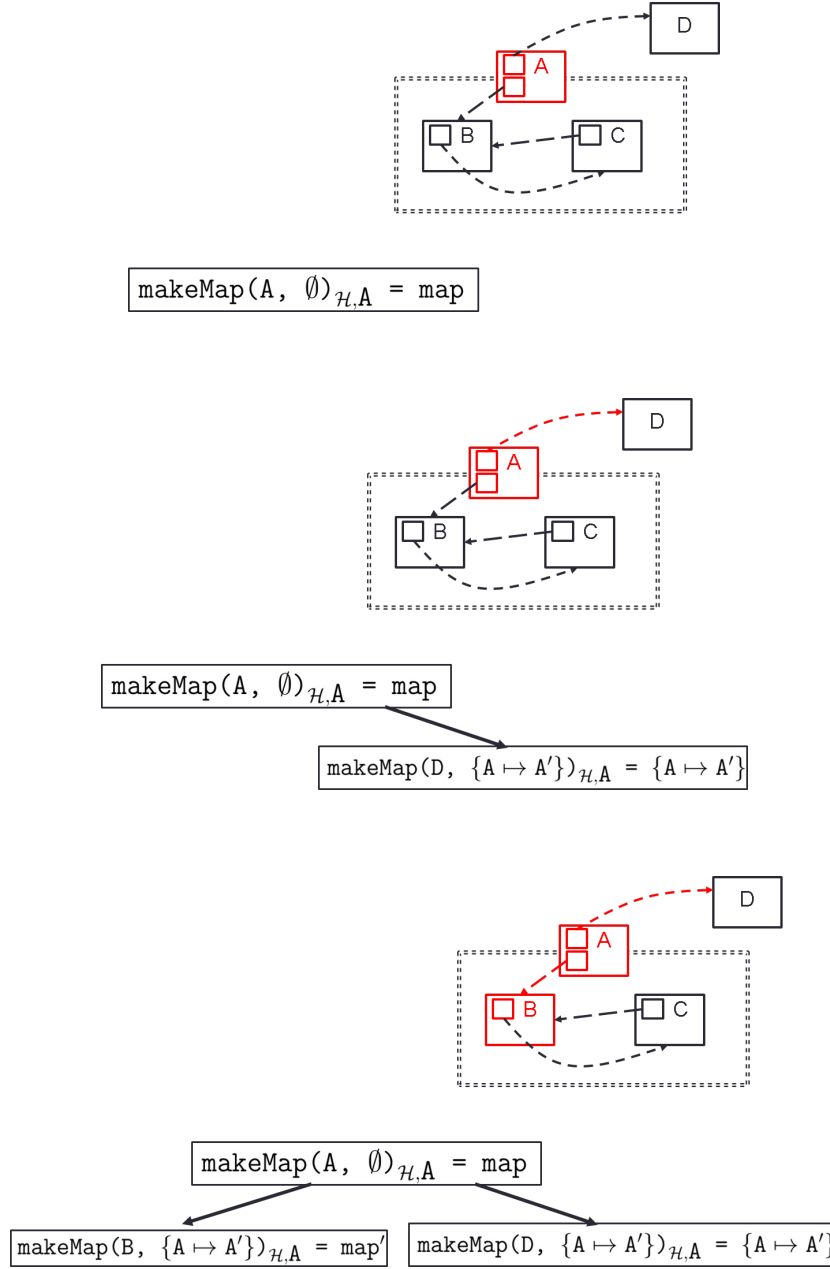 D
A
B C
makeMap(A, ∅)ℋ,A = map
D
A
B C
makeMap(A, ∅)ℋ,A = map
makeMap(D, {A ↦ A′})ℋ,A = {A ↦ A′}
D
A
B C
makeMap(A, ∅)ℋ,A = map
makeMap(B, {A ↦ A′})ℋ,A = map′ makeMap(D, {A ↦ A′})ℋ,A = {A ↦ A′}